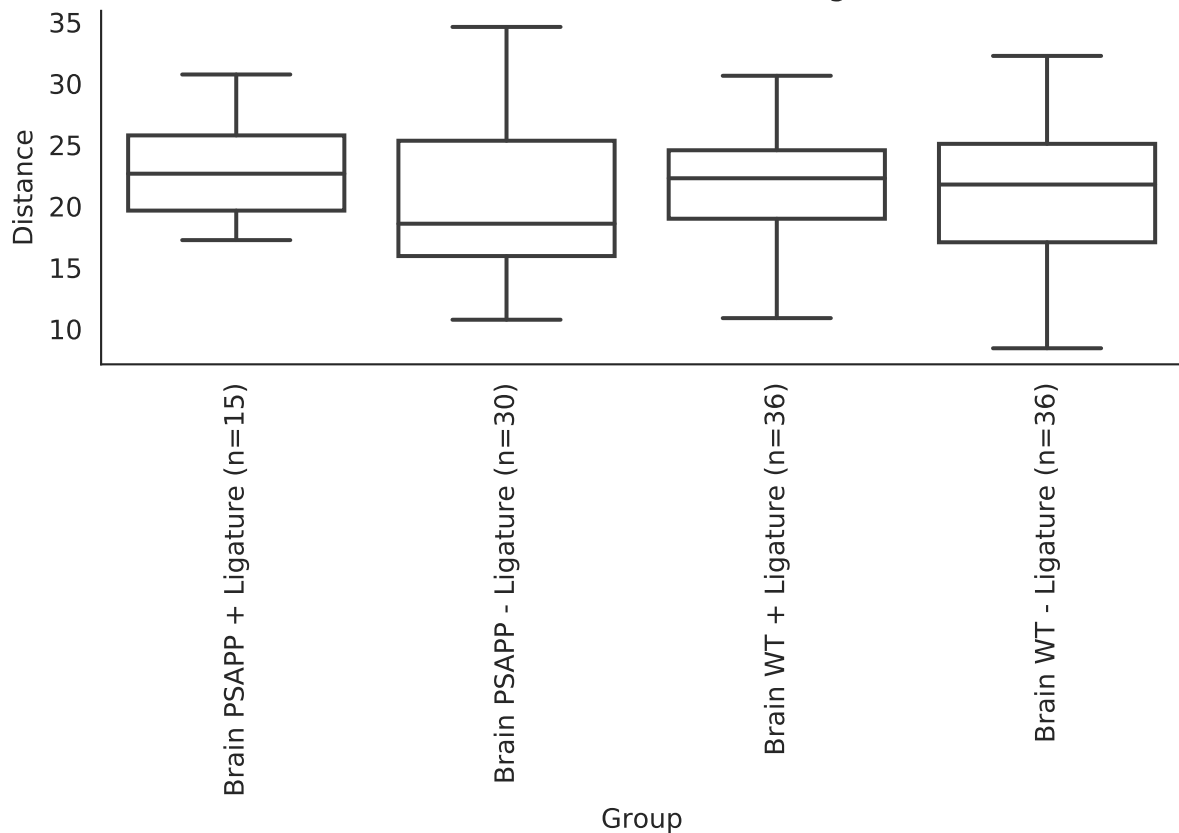 35
30
25
20
15
10
Distance
Brain PSAPP + Ligature (n=15)
Brain PSAPP - Ligature (n=30)
Brain WT + Ligature (n=36)
Brain WT - Ligature (n=36)
Group